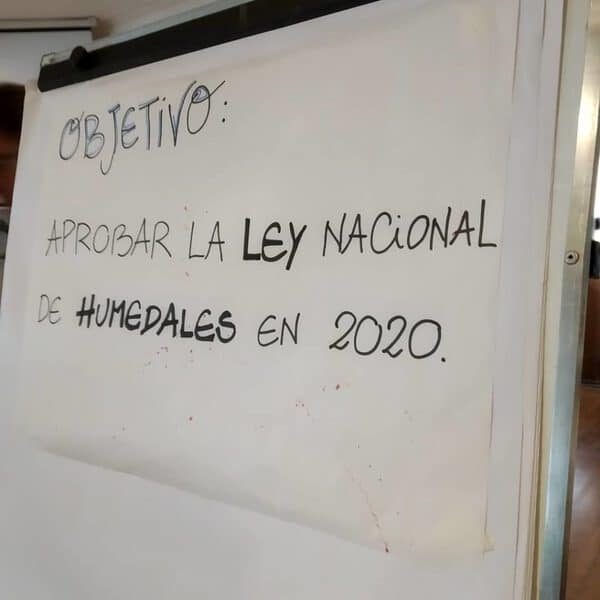 OBJETIVO:
APROBAR LA LEY NACIONAL
DE HUMEDALES EN 2020.